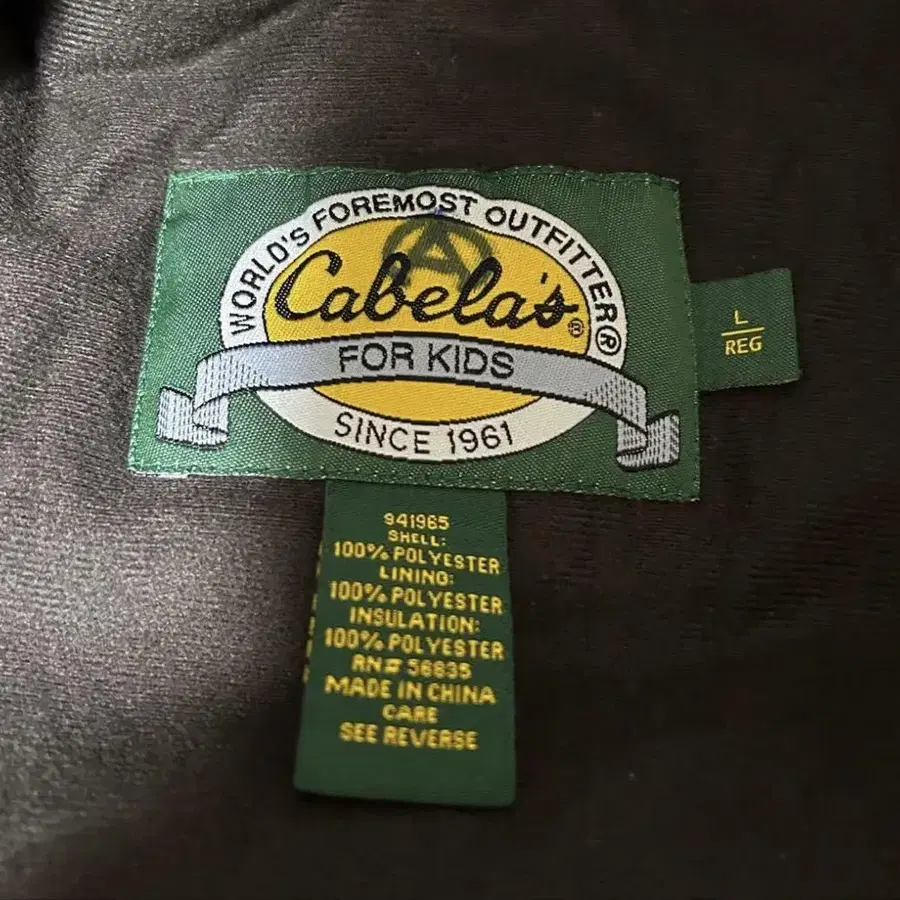 WORLD'S FOREMOST OUTFITTER®
A
Cabela's®
FOR KIDS
SINCE 1961
L
REG
941965
SHELL:
100% POLYESTER
LINING:
100% POLYESTER
INSULATION:
100% POLYESTER
RN# 56835
MADE IN CHINA
CARE
SEE REVERSE